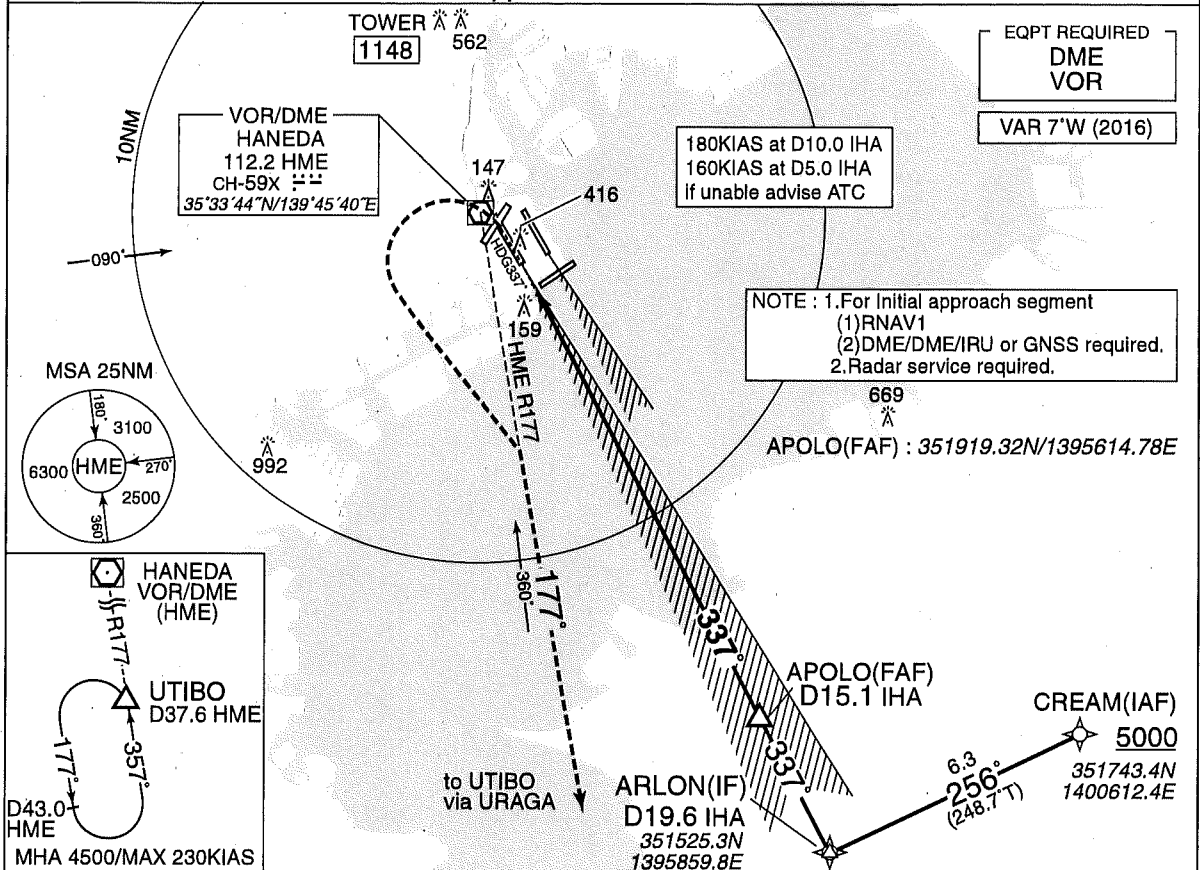 TOWER
1148
562
EQPT REQUIRED
DME
VOR
VAR 7°W (2016)
10NM
VOR/DME
HANEDA
112.2 HME
CH-59X
35°33′44″N/139°45′40″E
147
416
180KIAS at D10.0 IHA
160KIAS at D5.0 IHA
if unable advise ATC
090°
HDG337°
159
HME R177
NOTE : 1.For Initial approach segment
(1)RNAV1
(2)DME/DME/IRU or GNSS required.
2.Radar service required.
669
APOLO(FAF) : 351919.32N/1395614.78E
MSA 25NM
180°
3100
HME
6300
270°
2500
360°
992
360°
177°
337°
APOLO(FAF)
D15.1 IHA
337°
CREAM(IAF)
5000
351743.4N
1400612.4E
6.3
256°
(248.7°T)
ARLON(IF)
D19.6 IHA
351525.3N
1395859.8E
to UTIBO
via URAGA
HANEDA
VOR/DME
(HME)
R177
UTIBO
D37.6 HME
177°
357°
D43.0
HME
MHA 4500/MAX 230KIAS